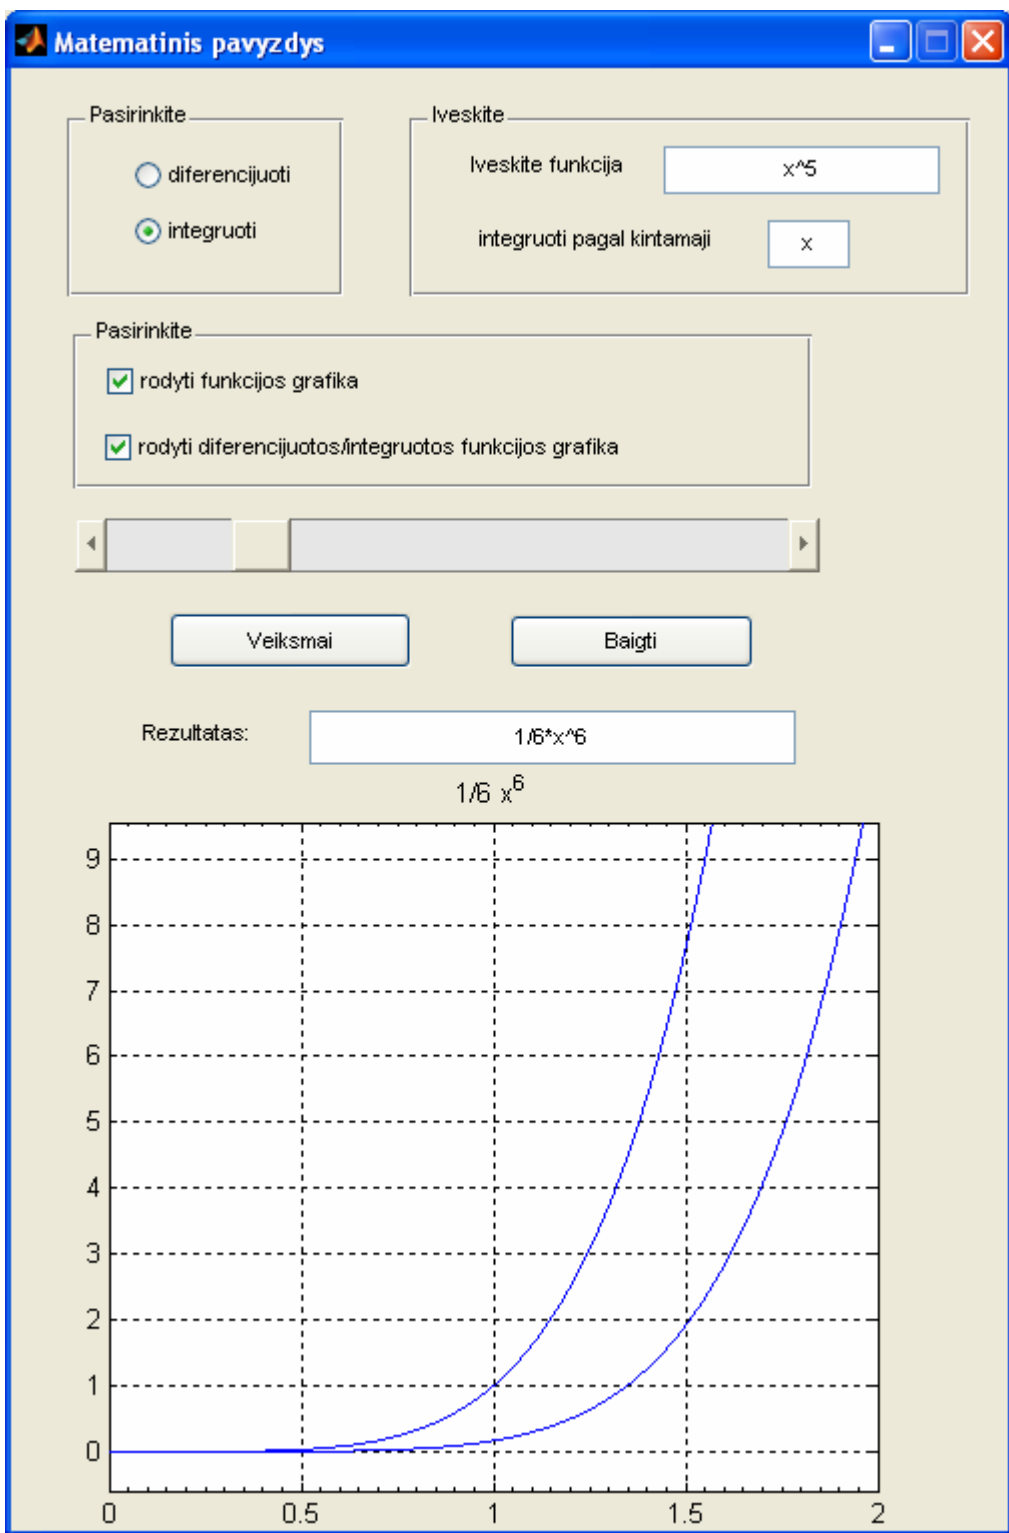 Matematinis pavyzdys
Pasirinkite
diferencijuoti
integruoti
Iveskite
Iveskite funkcija
x^5
integruoti pagal kintamaji
x
Pasirinkite
rodyti funkcijos grafika
rodyti diferencijuotos/integruotos funkcijos grafika
Veiksmai
Baigti
Rezultatas:
1/6*x^6
1/6 x⁶
9
8
7
6
5
4
3
2
1
0
0 0.5 1 1.5 2